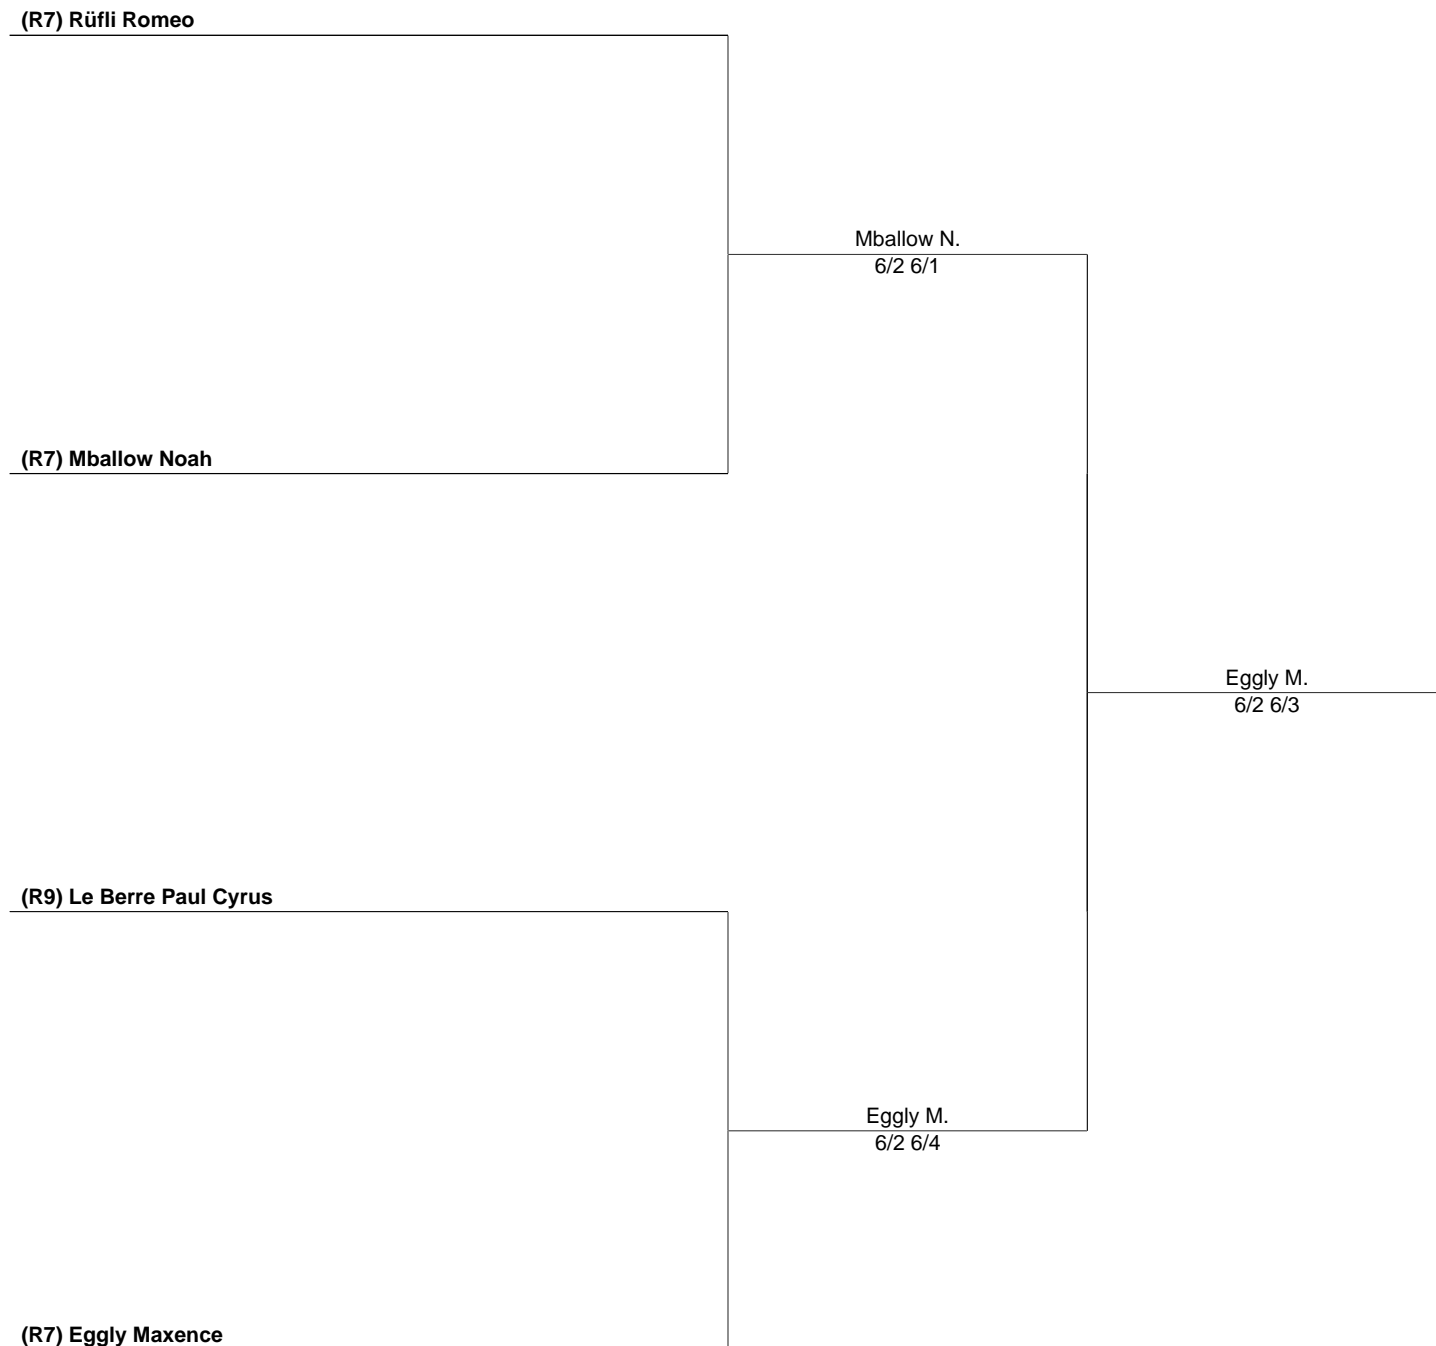 (R7) Rüfli Romeo
Mballow N.
6/2 6/1
(R7) Mballow Noah
Eggly M.
6/2 6/3
(R9) Le Berre Paul Cyrus
Eggly M.
6/2 6/4
(R7) Eggly Maxence